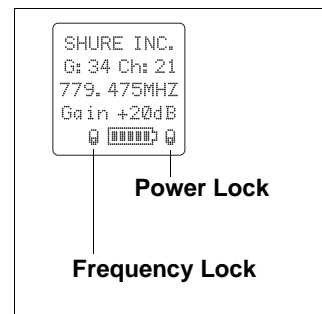 SHURE INC.
G: 34 Ch: 21
779.475MHZ
Gain +20dB
Power Lock
Frequency Lock